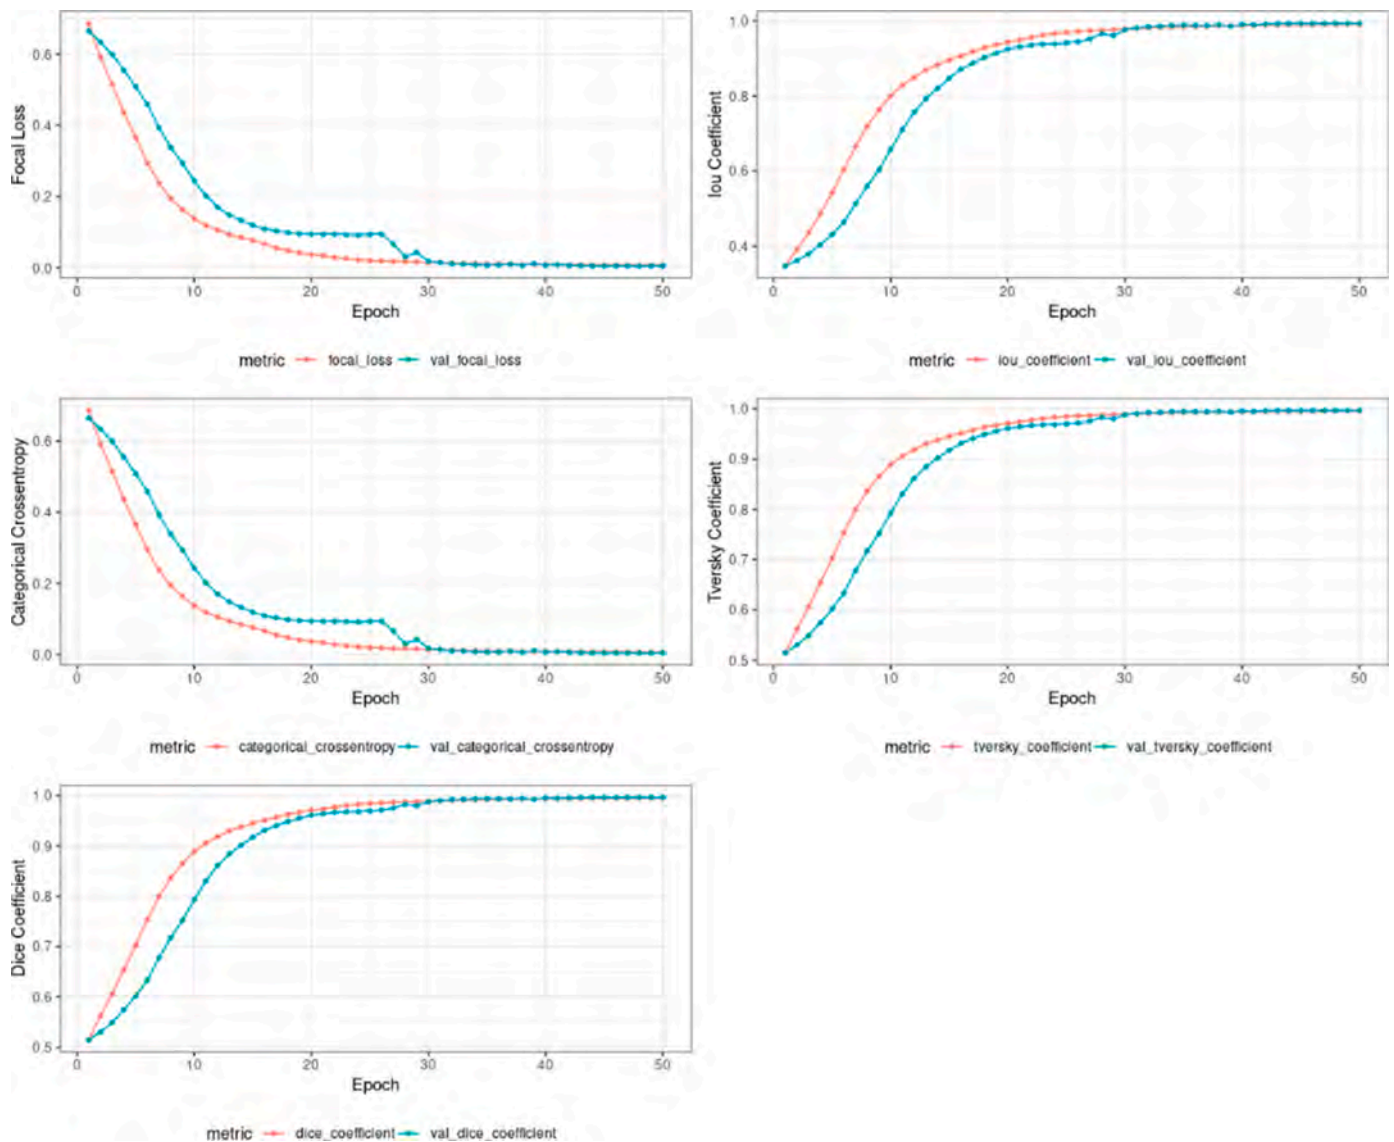 0.6
0.4
0.2
0.0
Focal Loss
0 10 20 30 40 50
Epoch
metric focal_loss val_focal_loss
1.0
0.8
0.6
0.4
Iou Coefficient
0 10 20 30 40 50
Epoch
metric iou_coefficient val_iou_coefficient
0.6
0.4
0.2
0.0
Categorical Crossentropy
0 10 20 30 40 50
Epoch
metric categorical_crossentropy val_categorical_crossentropy
1.0
0.9
0.8
0.7
0.6
0.5
Tversky Coefficient
0 10 20 30 40 50
Epoch
metric tversky_coefficient val_tversky_coefficient
1.0
0.9
0.8
0.7
0.6
0.5
Dice Coefficient
0 10 20 30 40 50
Epoch
metric dice_coefficient val_dice_coefficient